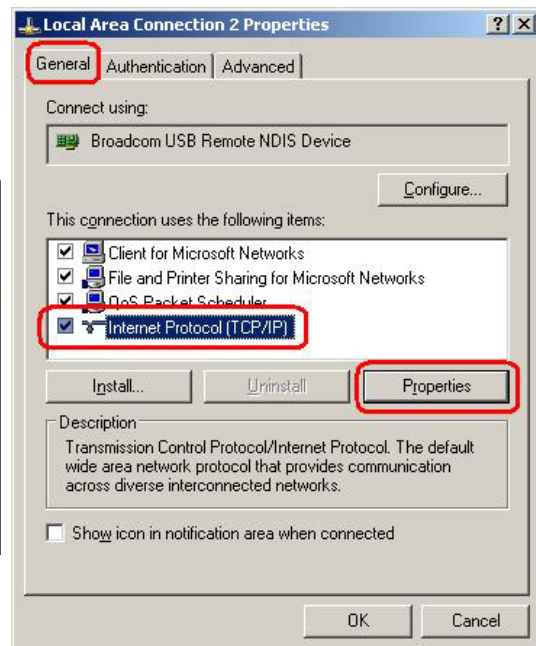 Local Area Connection 2 Properties
? X
General Authentication Advanced
Connect using:
Broadcom USB Remote NDIS Device
Configure...
This connection uses the following items:
Client for Microsoft Networks
File and Printer Sharing for Microsoft Networks
QoS Packet Scheduler
Internet Protocol (TCP/IP)
Install... Uninstall Properties
Description
Transmission Control Protocol/Internet Protocol. The default
wide area network protocol that provides communication
across diverse interconnected networks.
Show icon in notification area when connected
OK Cancel